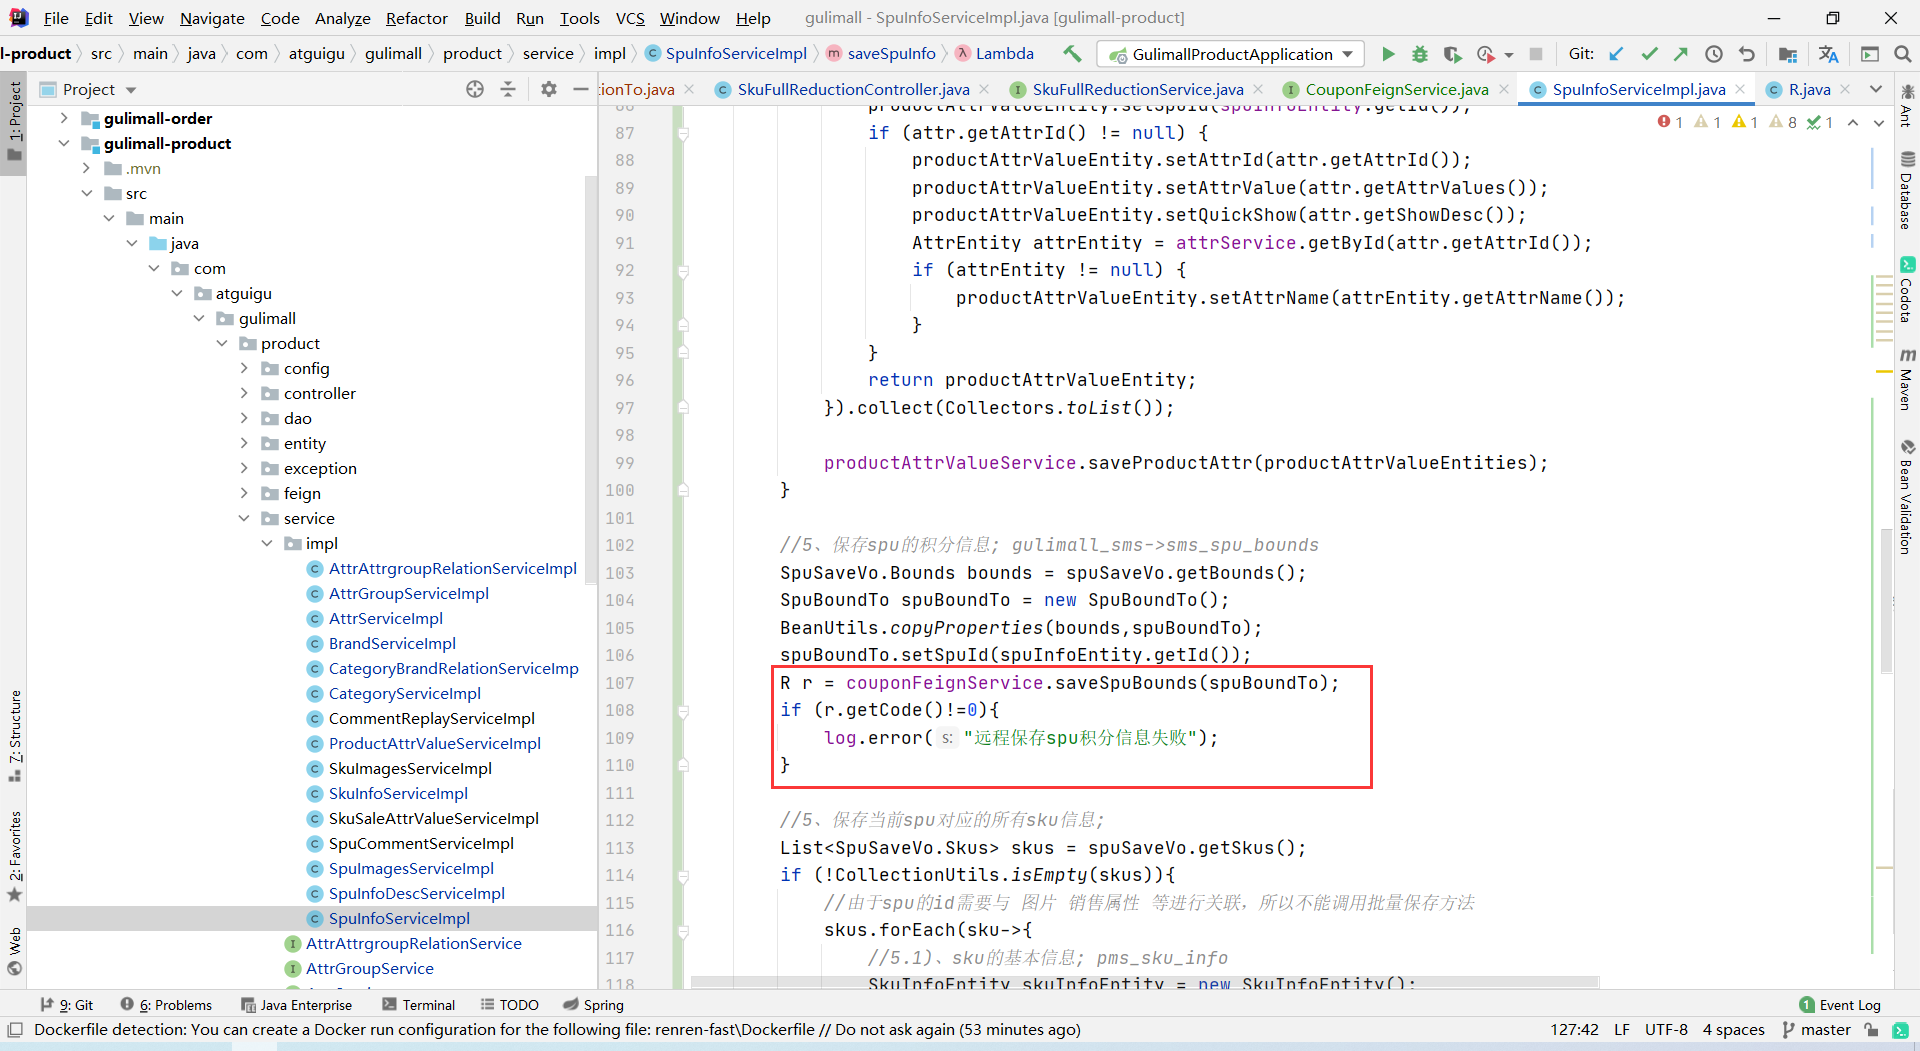 File Edit View Navigate Code Analyze Refactor Build Run Tools VCS Window Help gulimall - SpuInfoServiceImpl.java [gulimall-product]
l-product src main java com atguigu gulimall product service impl SpuInfoServiceImpl saveSpuInfo Lambda GulimallProductApplication Git:
Project
ctionTo.java SkuFullReductionController.java SkuFullReductionService.java CouponFeignService.java SpuInfoServiceImpl.java R.java
1 1 1 8 1
gulimall-order
gulimall-product
.mvn
src
main
java
com
atguigu
gulimall
product
config
controller
dao
entity
exception
feign
service
impl
AttrAttrgroupRelationServiceImpl
AttrGroupServiceImpl
AttrServiceImpl
BrandServiceImpl
CategoryBrandRelationServiceImp
CategoryServiceImpl
CommentReplayServiceImpl
ProductAttrValueServiceImpl
SkuImagesServiceImpl
SkuInfoServiceImpl
SkuSaleAttrValueServiceImpl
SpuCommentServiceImpl
SpuImagesServiceImpl
SpuInfoDescServiceImpl
SpuInfoServiceImpl
AttrAttrgroupRelationService
AttrGroupService
86 productAttrValueEntity.setSpuId(spuInfoEntity.getId());
87 if (attr.getAttrId() != null) {
88 productAttrValueEntity.setAttrId(attr.getAttrId());
89 productAttrValueEntity.setAttrValue(attr.getAttrValues());
90 productAttrValueEntity.setQuickShow(attr.getShowDesc());
91 AttrEntity attrEntity = attrService.getById(attr.getAttrId());
92 if (attrEntity != null) {
93 productAttrValueEntity.setAttrName(attrEntity.getAttrName());
94 }
95 }
96 return productAttrValueEntity;
97 }).collect(Collectors.toList());
98
99 productAttrValueService.saveProductAttr(productAttrValueEntities);
100 }
101
102 //5、保存spu的积分信息; gulimall_sms->sms_spu_bounds
103 SpuSaveVo.Bounds bounds = spuSaveVo.getBounds();
104 SpuBoundTo spuBoundTo = new SpuBoundTo();
105 BeanUtils.copyProperties(bounds,spuBoundTo);
106 spuBoundTo.setSpuId(spuInfoEntity.getId());
107 R r = couponFeignService.saveSpuBounds(spuBoundTo);
108 if (r.getCode()!=0){
109 log.error( s: "远程保存spu积分信息失败");
110 }
111
112 //5、保存当前spu对应的所有sku信息;
113 List<SpuSaveVo.Skus> skus = spuSaveVo.getSkus();
114 if (!CollectionUtils.isEmpty(skus)){
115 //由于spu的id需要与 图片 销售属性 等进行关联, 所以不能调用批量保存方法
116 skus.forEach(sku->{
117 //5.1)、sku的基本信息; pms_sku_info
118 SkuInfoEntity skuInfoEntity = new SkuInfoEntity();
1: Project
7: Structure
2: Favorites
Web
Ant
Database
Codota
Maven
Bean Validation
9: Git 6: Problems Java Enterprise Terminal TODO Spring 1 Event Log
Dockerfile detection: You can create a Docker run configuration for the following file: renren-fast\Dockerfile // Do not ask again (53 minutes ago) 127:42 LF UTF-8 4 spaces master